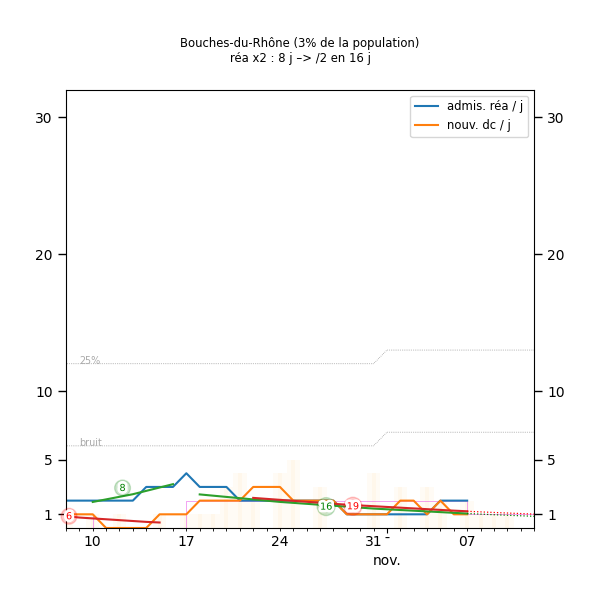 Bouches-du-Rhône (3% de la population)
réa x2 : 8 j –> /2 en 16 j
admis. réa / j
nouv. dc / j
30 30
20 20
25%
10 10
bruit
5 5
8
16 19
6
1 1
10 17 24 31 07
nov.